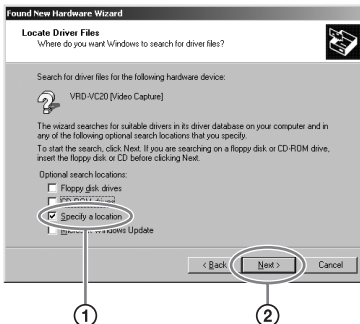 Found New Hardware Wizard
Locate Driver Files
Where do you want Windows to search for driver files?
Search for driver files for the following hardware device:
VRD-VC20 [Video Capture]
The wizard searches for suitable drivers in its driver database on your computer and in
any of the following optional search locations that you specify.
To start the search, click Next. If you are searching on a floppy disk or CD-ROM drive,
insert the floppy disk or CD before clicking Next.
Optional search locations:
Floppy disk drives
CD-ROM drives
Specify a location
Microsoft Windows Update
< Back
Next >
Cancel
1
2